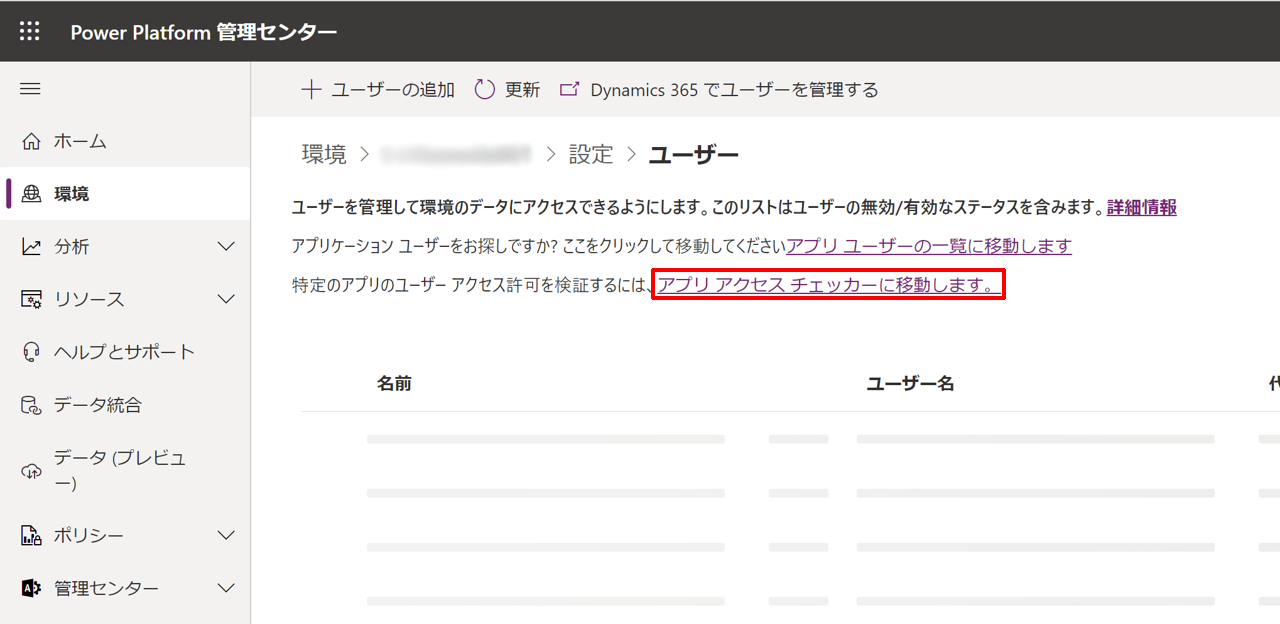 Power Platform 管理センター
ユーザーの追加 更新 Dynamics 365 でユーザーを管理する
ホーム
環境
分析
リソース
ヘルプとサポート
データ統合
データ (プレビュ
ー)
ポリシー
管理センター
環境 > > 設定 > ユーザー
ユーザーを管理して環境のデータにアクセスできるようにします。このリストはユーザーの無効/有効なステータスを含みます。詳細情報
アプリケーション ユーザーをお探しですか? ここをクリックして移動してくださいアプリ ユーザーの一覧に移動します
特定のアプリのユーザー アクセス許可を検証するには、アプリ アクセス チェッカーに移動します。
名前 ユーザー名